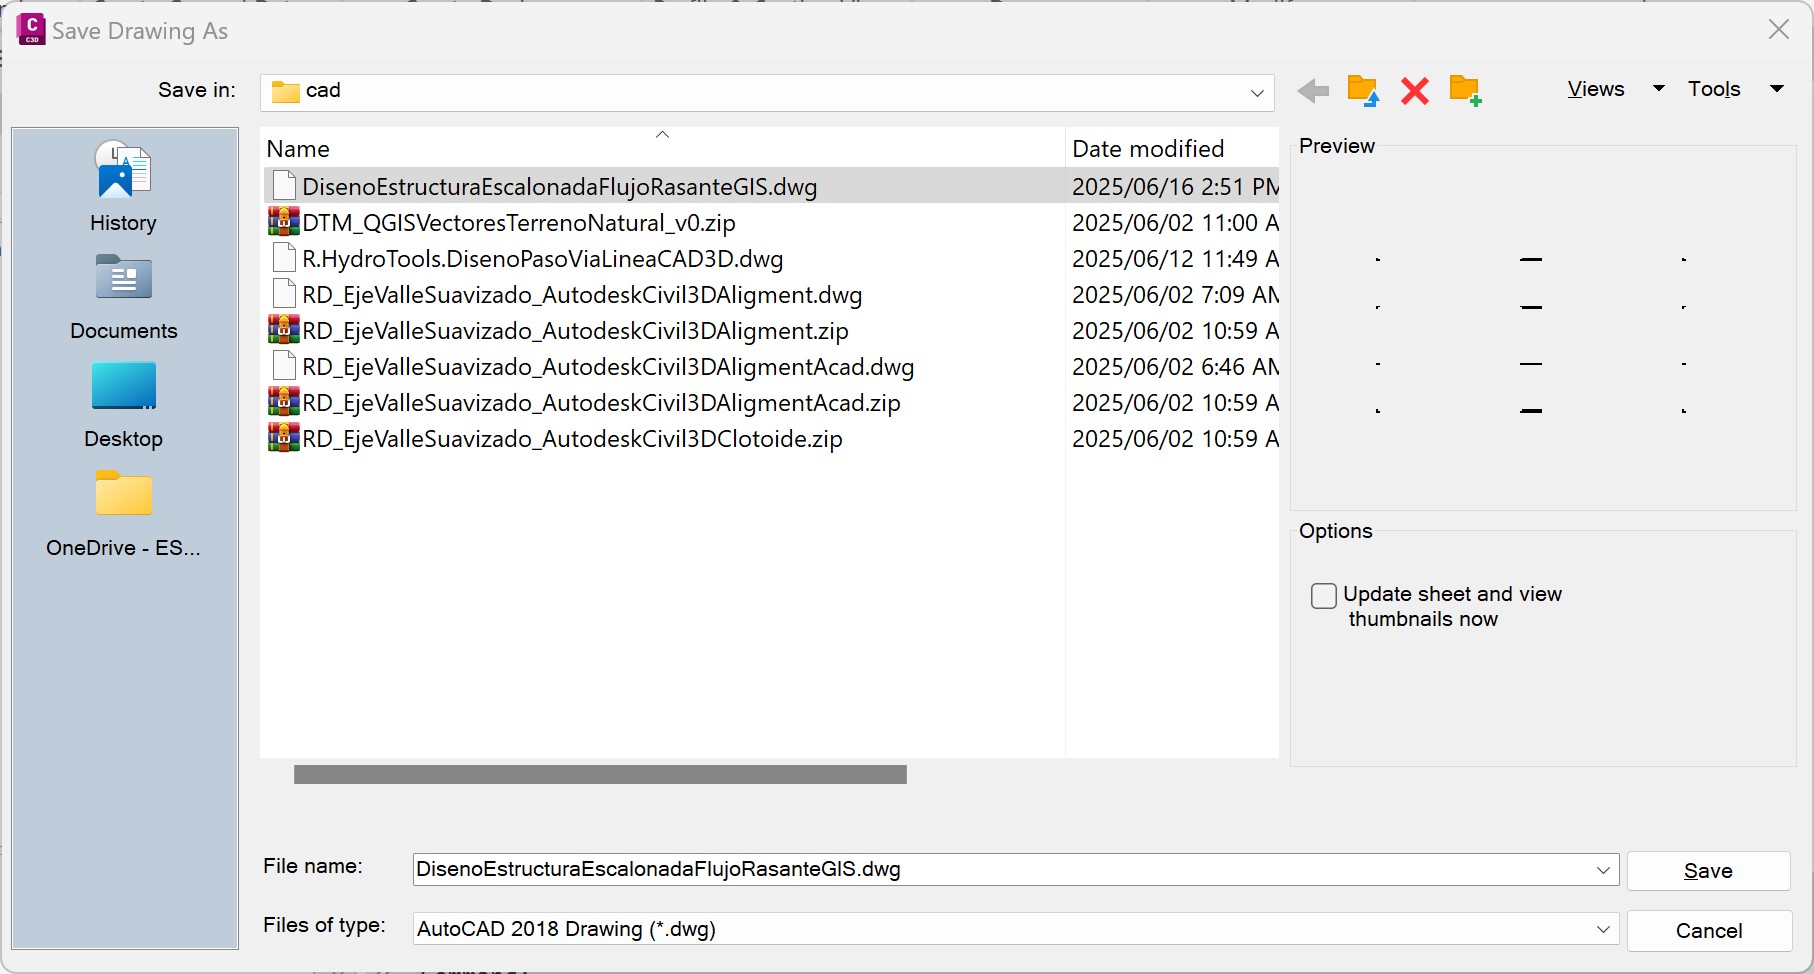 C
C3D
Save Drawing As
Save in:
cad
Views
Tools
History
Documents
Desktop
OneDrive - ES...
Name
Date modified
DisenoEstructuraEscalonadaFlujoRasanteGIS.dwg
2025/06/16 2:51 PM
DTM_QGISVectoresTerrenoNatural_v0.zip
2025/06/02 11:00 A
R.HydroTools.DisenoPasoViaLineaCAD3D.dwg
2025/06/12 11:49 A
RD_EjeValleSuavizado_AutodeskCivil3DAligment.dwg
2025/06/02 7:09 AM
RD_EjeValleSuavizado_AutodeskCivil3DAligment.zip
2025/06/02 10:59 A
RD_EjeValleSuavizado_AutodeskCivil3DAligmentAcad.dwg
2025/06/02 6:46 AM
RD_EjeValleSuavizado_AutodeskCivil3DAligmentAcad.zip
2025/06/02 10:59 A
RD_EjeValleSuavizado_AutodeskCivil3DClotoide.zip
2025/06/02 10:59 A
Preview
Options
Update sheet and view
thumbnails now
File name:
DisenoEstructuraEscalonadaFlujoRasanteGIS.dwg
Save
Files of type:
AutoCAD 2018 Drawing (*.dwg)
Cancel